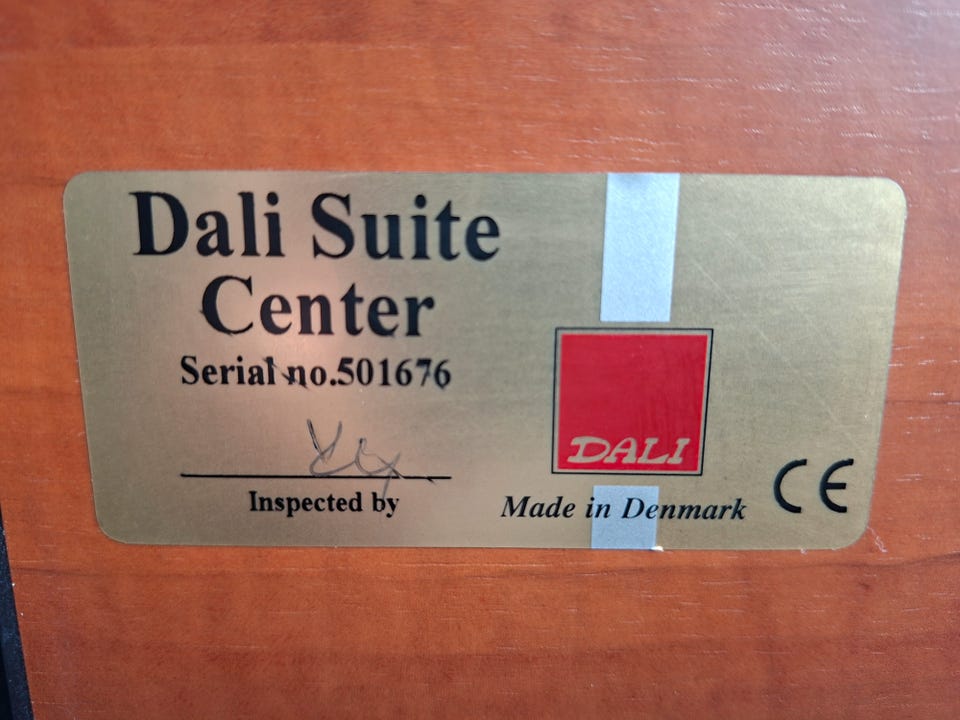 Dali Suite
Center
Serial no.501676
Inspected by
DALI
Made in Denmark
CE